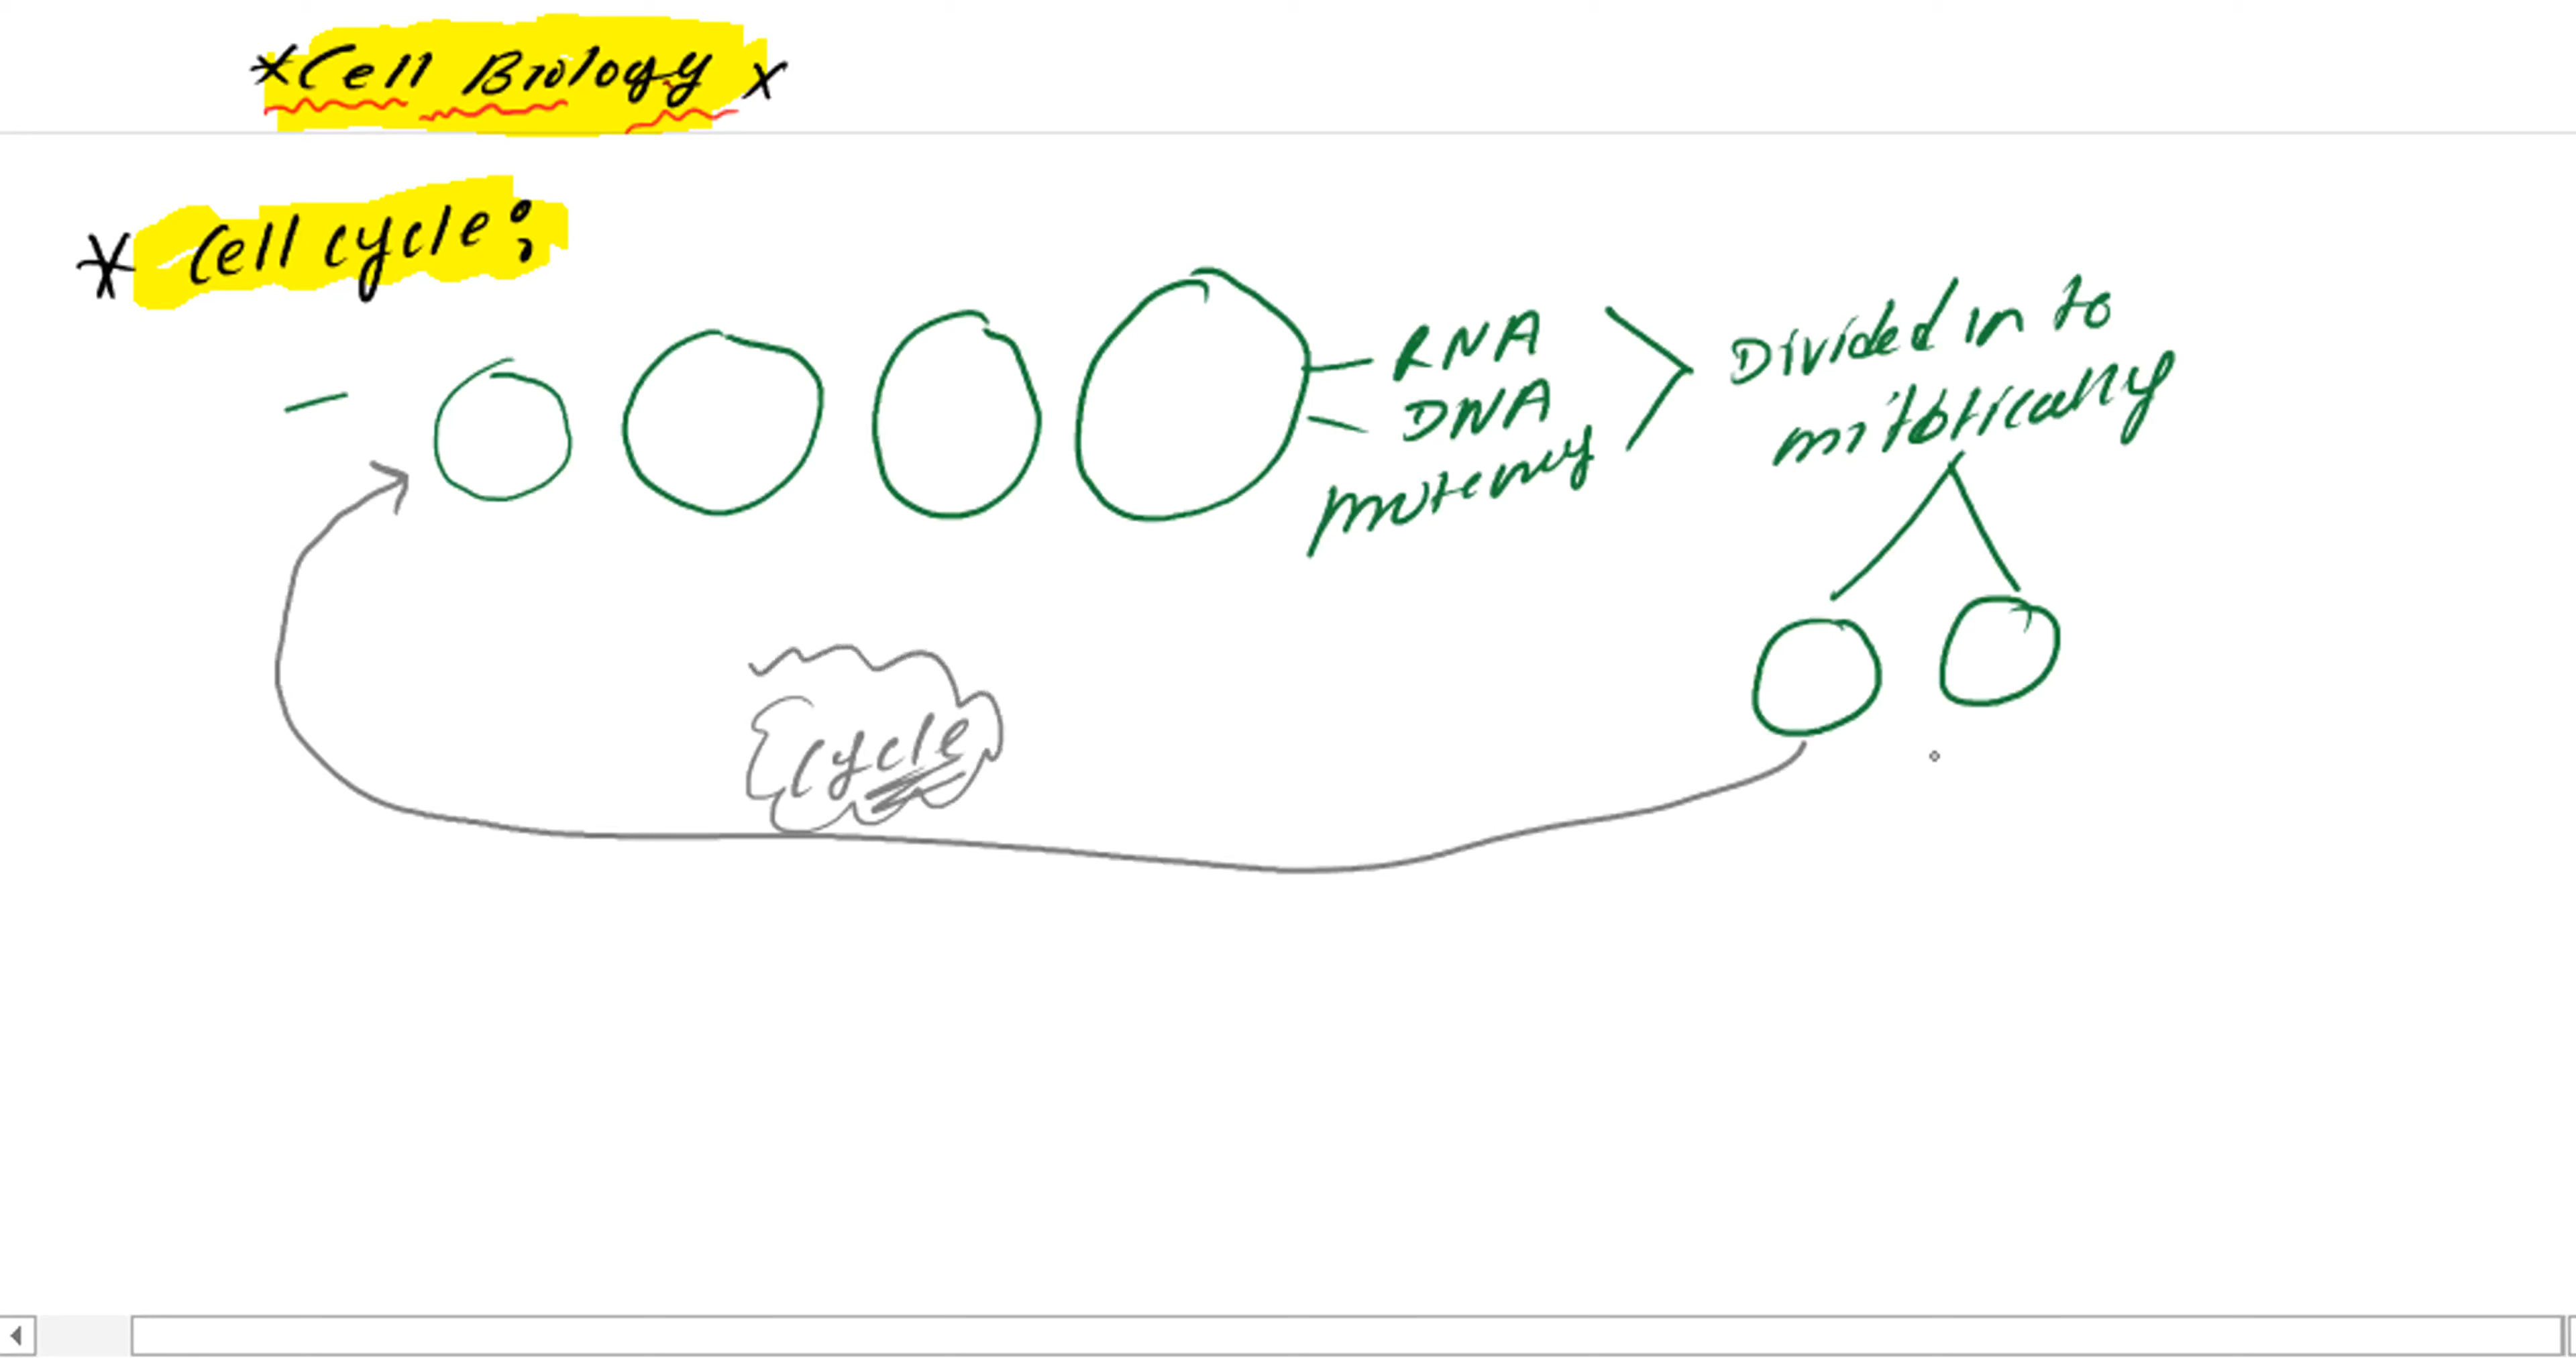 *Cell Biology x
* Cell cycle:
RNA
DNA
Divided in to
mitotically
cycle